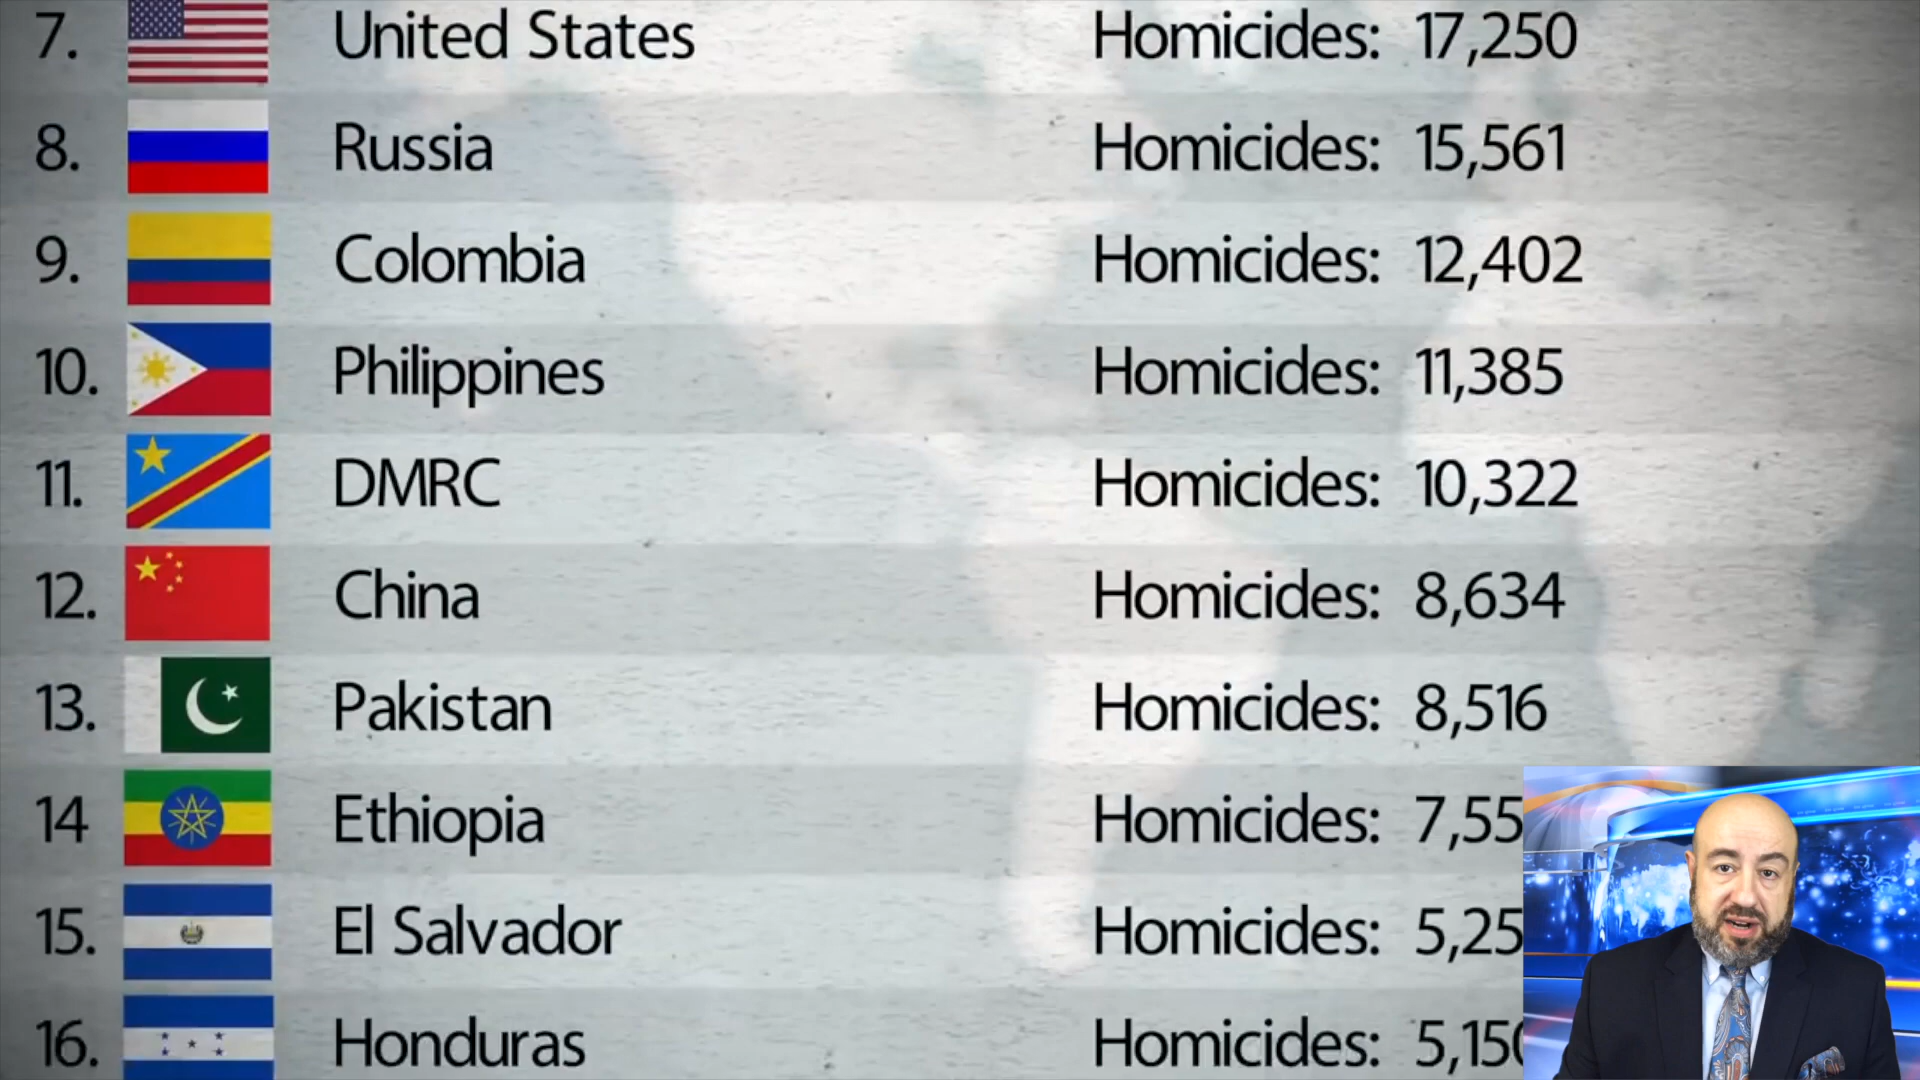 7. United States Homicides: 17,250
8. Russia Homicides: 15,561
9. Colombia Homicides: 12,402
10. Philippines Homicides: 11,385
11. DMRC Homicides: 10,322
12. China Homicides: 8,634
13. Pakistan Homicides: 8,516
14 Ethiopia Homicides:
15. El Salvador Homicides:
16. Honduras Homicides: